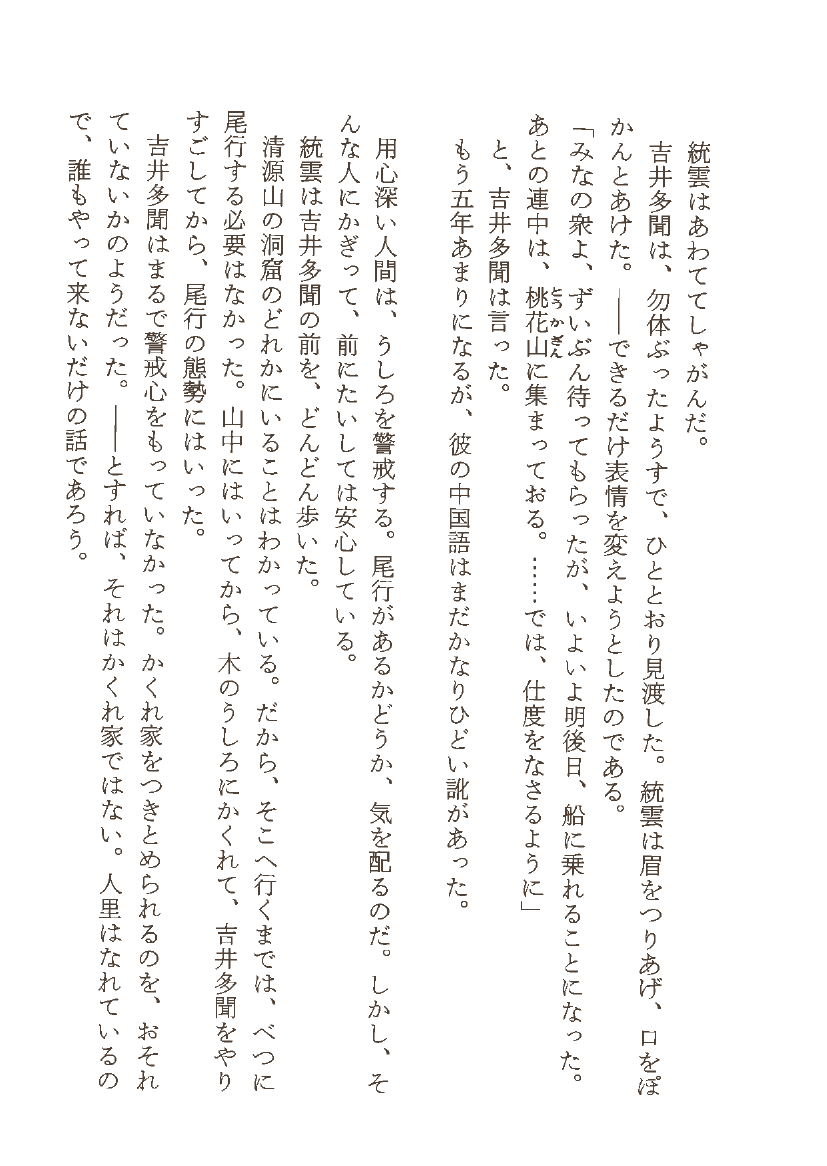 統雲はあわててしゃがんだ。
吉井多聞は、勿体ぶったようすで、ひととおり見渡した。統雲は眉をつりあげ、口をぽ
かんとあけた。――できるだけ表情を変えようとしたのである。
「みなの衆よ、ずいぶん待ってもらったが、いよいよ明後日、船に乗れることになった。
あとの連中は、桃花山に集まっておる。……では、仕度をなさるように」
とうかざん
と、吉井多聞は言った。
もう五年あまりになるが、彼の中国語はまだかなりひどい訛があった。
用心深い人間は、うしろを警戒する。尾行があるかどうか、気を配るのだ。しかし、そ
んな人にかぎって、前にたいしては安心している。
統雲は吉井多聞の前を、どんどん歩いた。
清源山の洞窟のどれかにいることはわかっている。だから、そこへ行くまでは、べつに
尾行する必要はなかった。山中にはいってから、木のうしろにかくれて、吉井多聞をやり
すごしてから、尾行の態勢にはいった。
吉井多聞はまるで警戒心をもっていなかった。かくれ家をつきとめられるのを、おそれ
ていないかのようだった。――とすれば、それはかくれ家ではない。人里はなれているの
で、誰もやって来ないだけの話であろう。